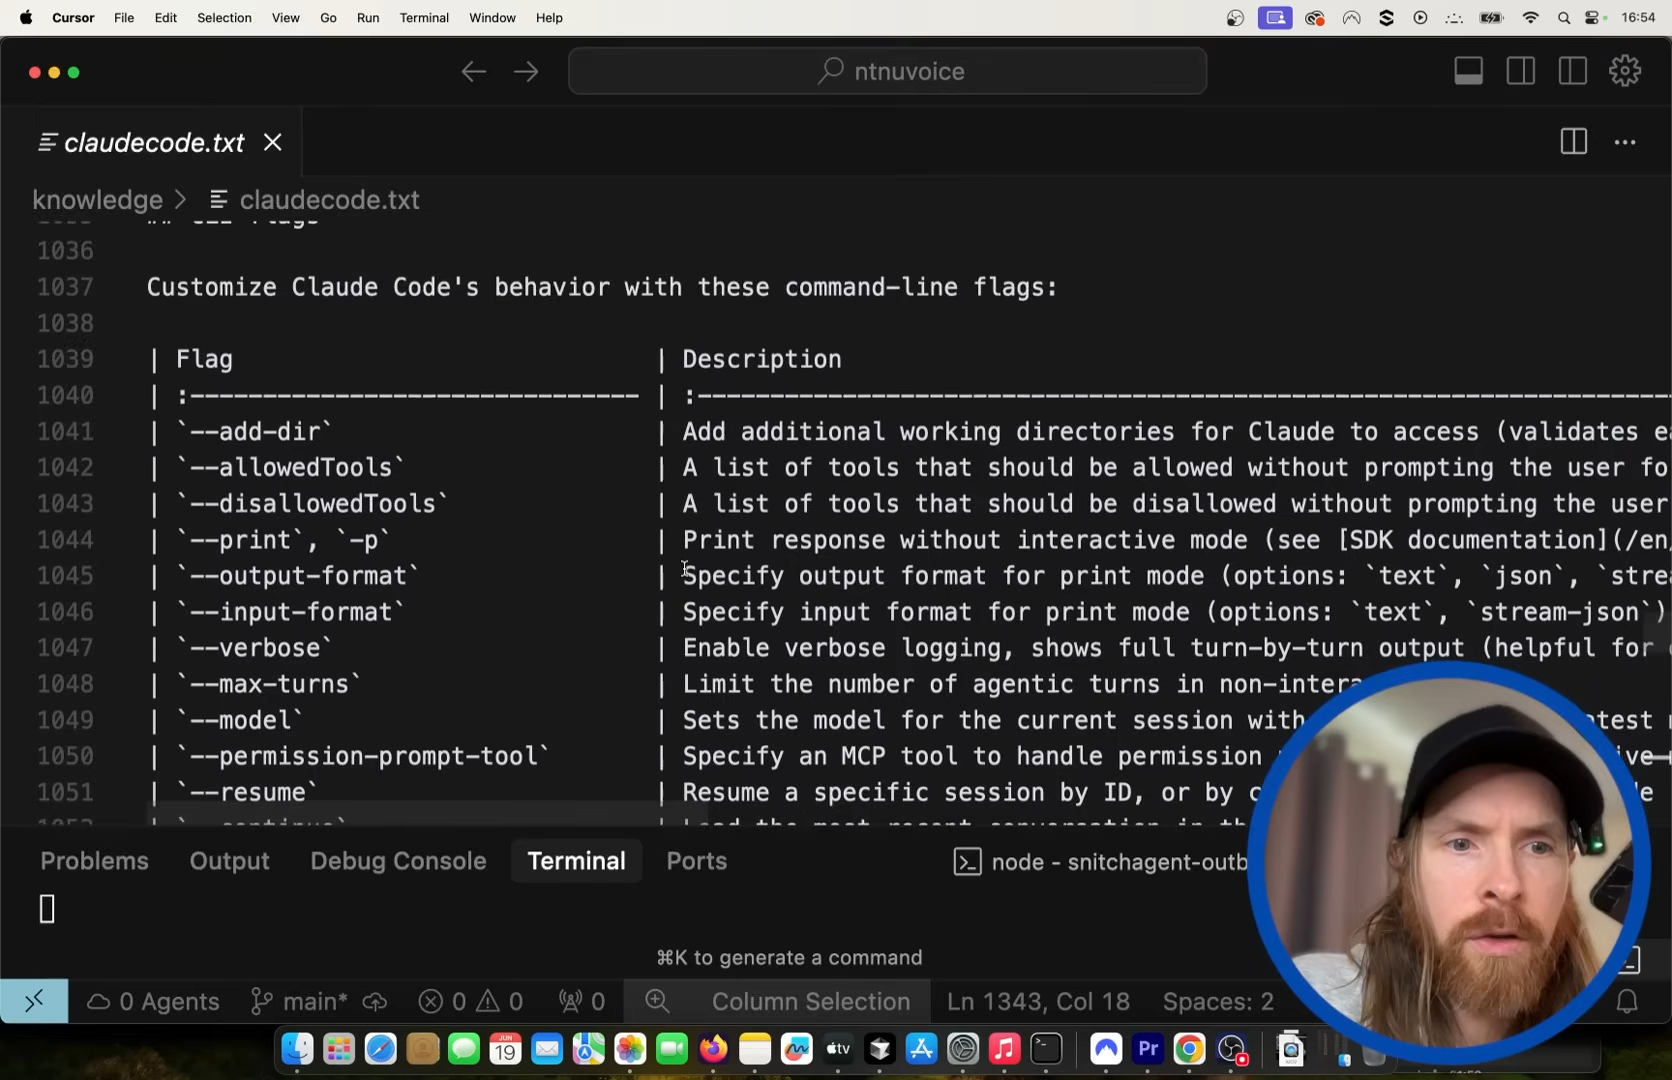 Cursor File Edit Selection View Go Run Terminal Window Help 16:54
ntnuvoice
claudecode.txt
knowledge > claudecode.txt
1036
1037 Customize Claude Code's behavior with these command-line flags:
1038
1039 | Flag | Description
1040 | :------------------------------- | :-------------------------------------------------------------------
1041 | `--add-dir` | Add additional working directories for Claude to access (validates ea
1042 | `--allowedTools` | A list of tools that should be allowed without prompting the user fo
1043 | `--disallowedTools` | A list of tools that should be disallowed without prompting the user
1044 | `--print`, `-p` | Print response without interactive mode (see [SDK documentation](/en
1045 | `--output-format` | Specify output format for print mode (options: `text`, `json`, `stre
1046 | `--input-format` | Specify input format for print mode (options: `text`, `stream-json`)
1047 | `--verbose` | Enable verbose logging, shows full turn-by-turn output (helpful for
1048 | `--max-turns` | Limit the number of agentic turns in non-intera
1049 | `--model` | Sets the model for the current session with atest
1050 | `--permission-prompt-tool` | Specify an MCP tool to handle permission ive-
1051 | `--resume` | Resume a specific session by ID, or by c de
Problems Output Debug Console Terminal Ports node - snitchagent-outb
⌘K to generate a command
0 Agents main* 0 0 0 Column Selection Ln 1343, Col 18 Spaces: 2
JUN 19 tv Pr